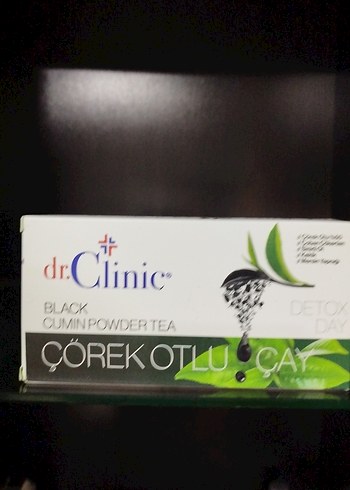 dr.Clinic®
BLACK
CUMIN POWDER TEA
DETOX
DAY
ÇÖREK OTLU ÇAY